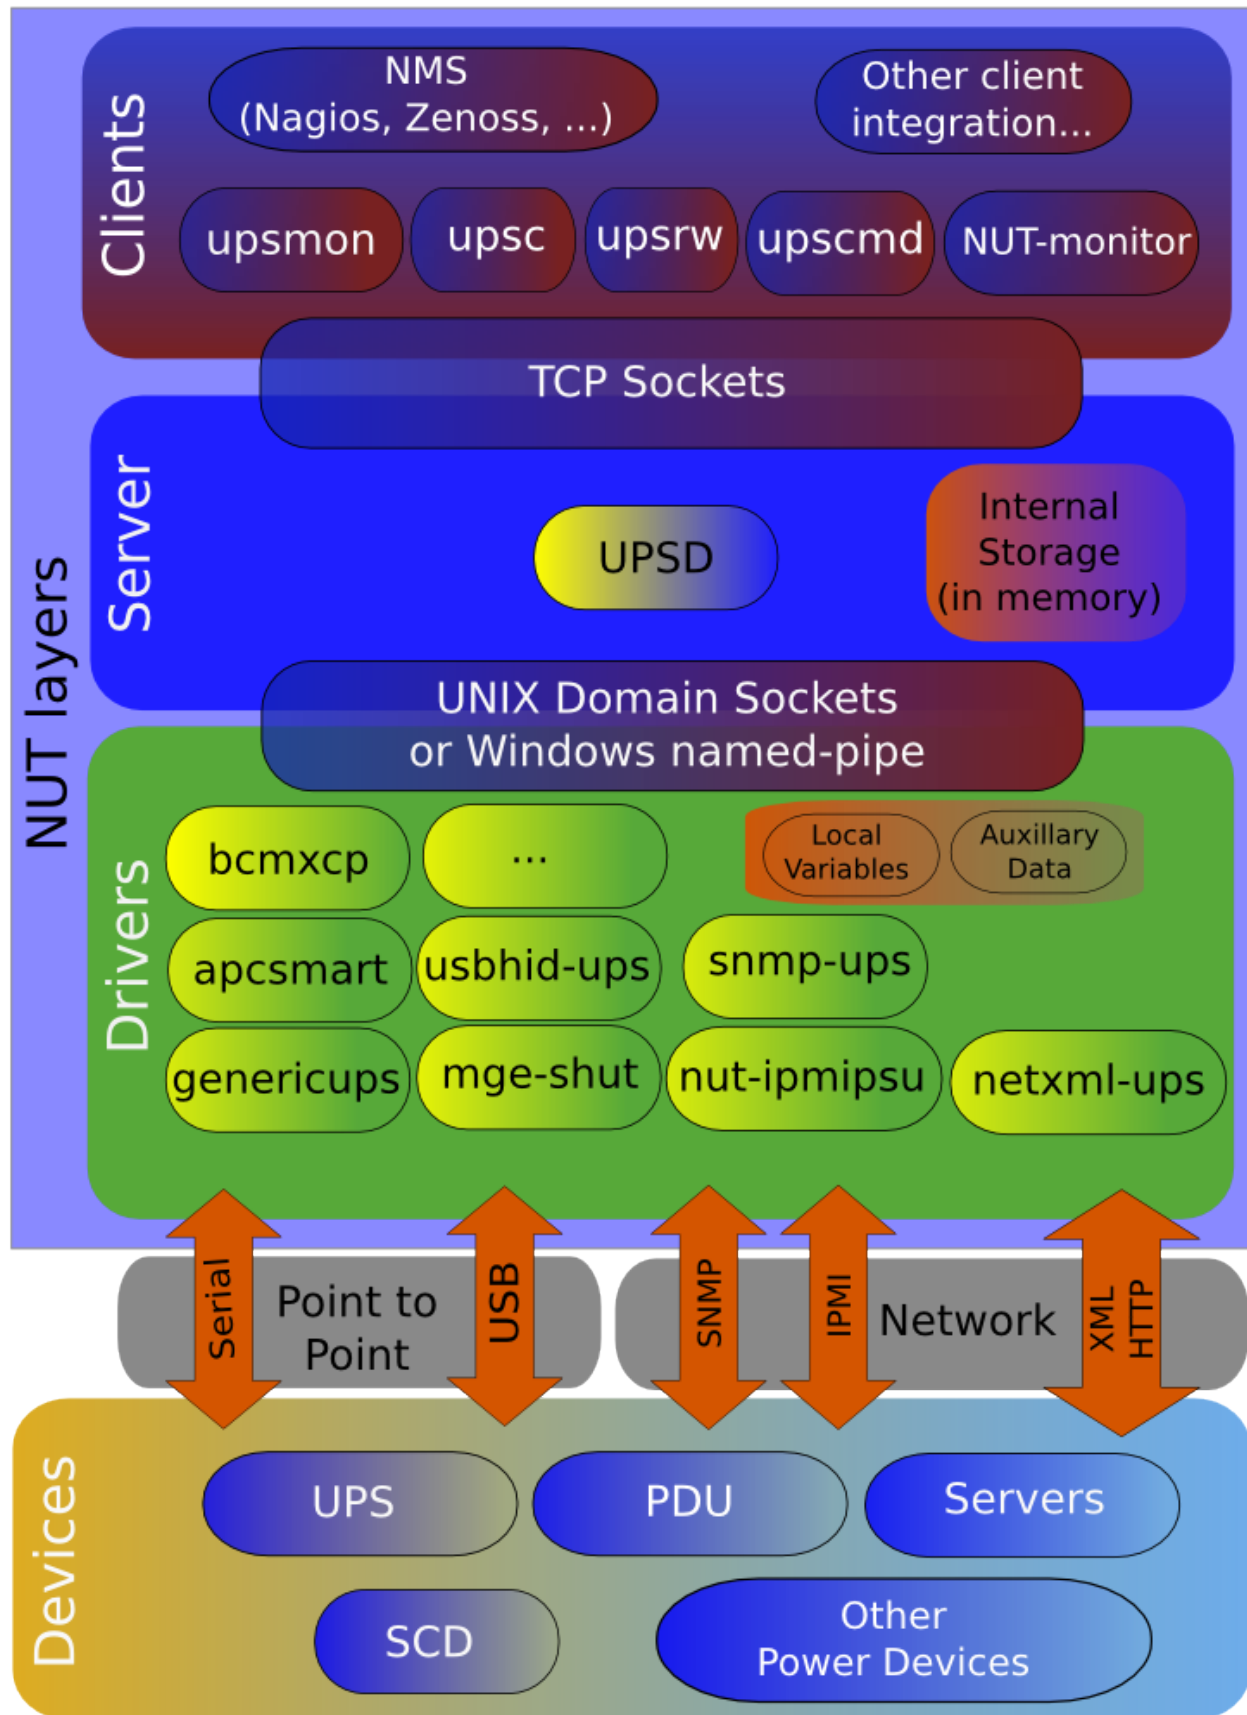 NUT layers
Clients
NMS
(Nagios, Zenoss, ...)
Other client
integration...
upsmon
upsc
upsrw
upscmd
NUT-monitor
TCP Sockets
Server
UPSD
Internal
Storage
(in memory)
UNIX Domain Sockets
or Windows named-pipe
Drivers
bcmxcp
...
Local
Variables
Auxillary
Data
apcsmart
usbhid-ups
snmp-ups
genericups
mge-shut
nut-ipmipsu
netxml-ups
Serial
Point to
Point
USB
SNMP
IPMI
Network
XML
HTTP
Devices
UPS
PDU
Servers
SCD
Other
Power Devices